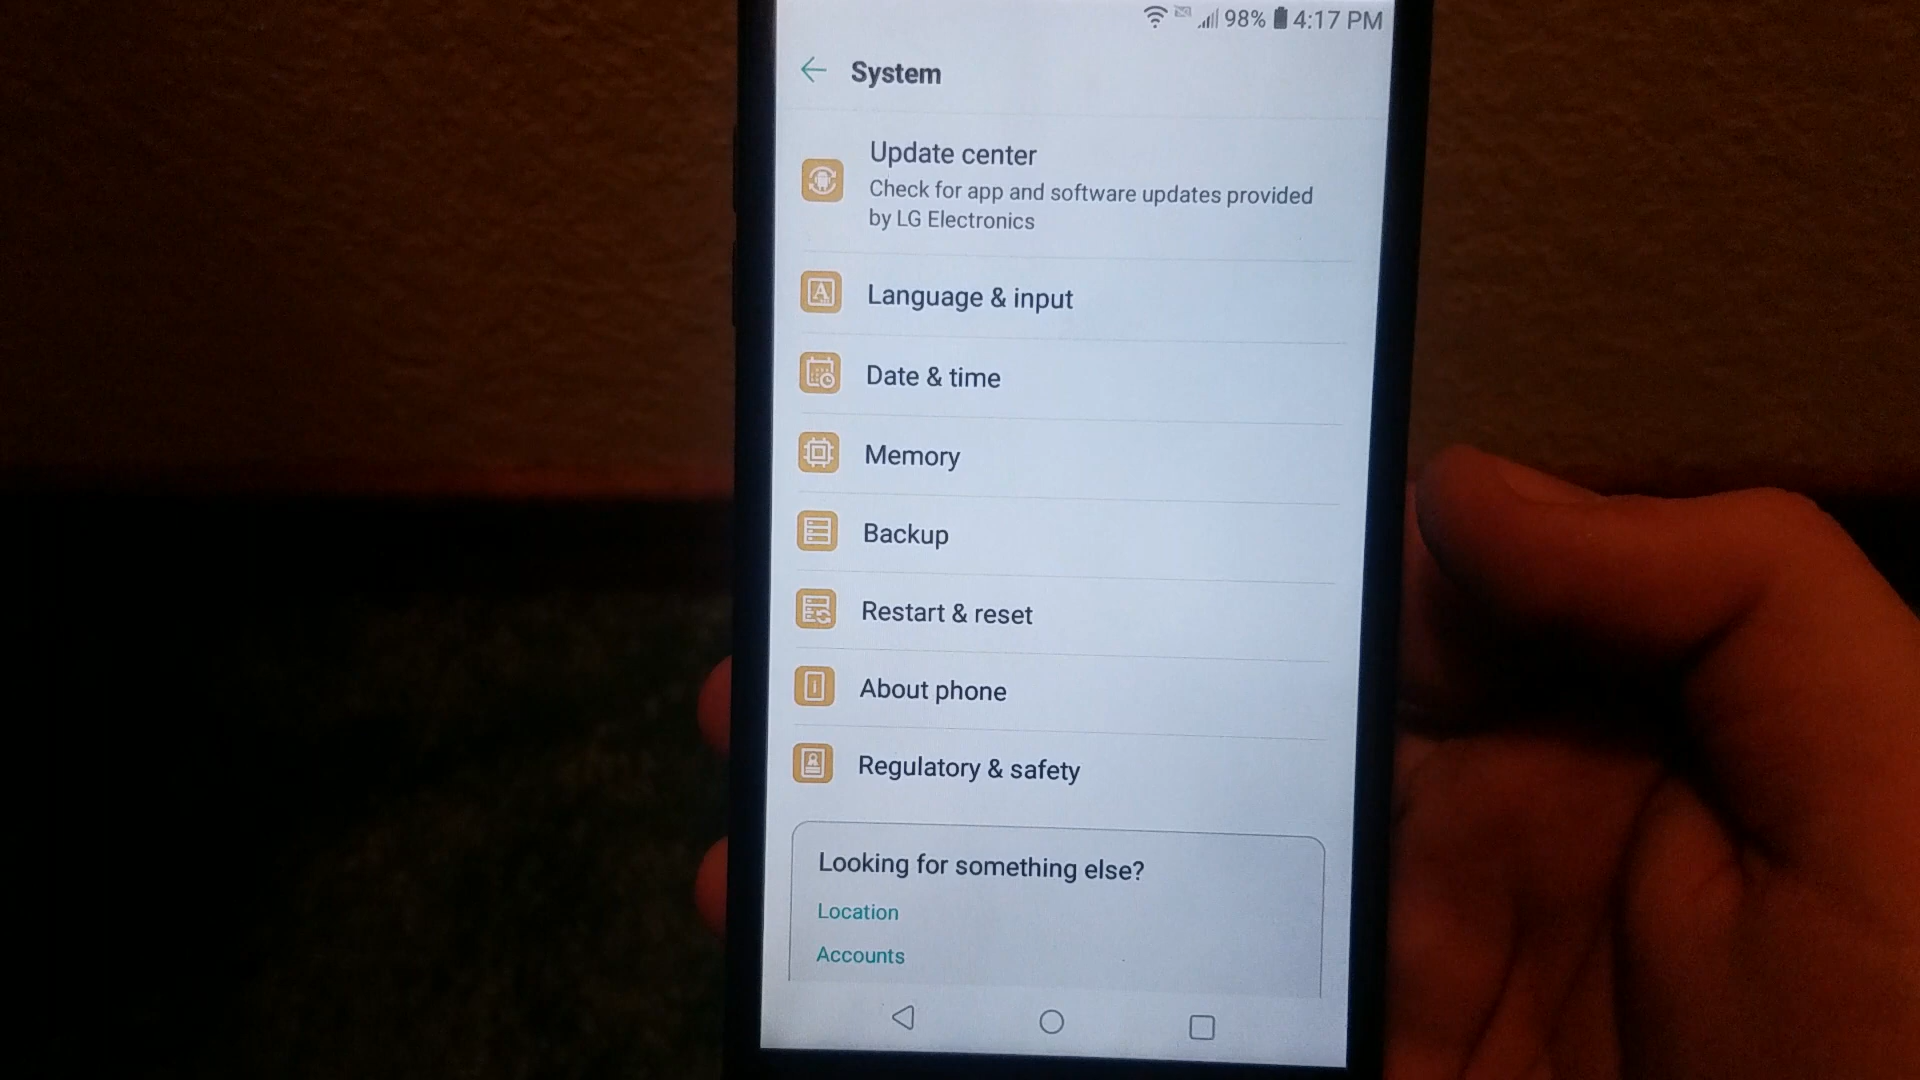 98% 4:17 PM
System
Update center
Check for app and software updates provided
by LG Electronics
Language & input
Date & time
Memory
Backup
Restart & reset
About phone
Regulatory & safety
Looking for something else?
Location
Accounts